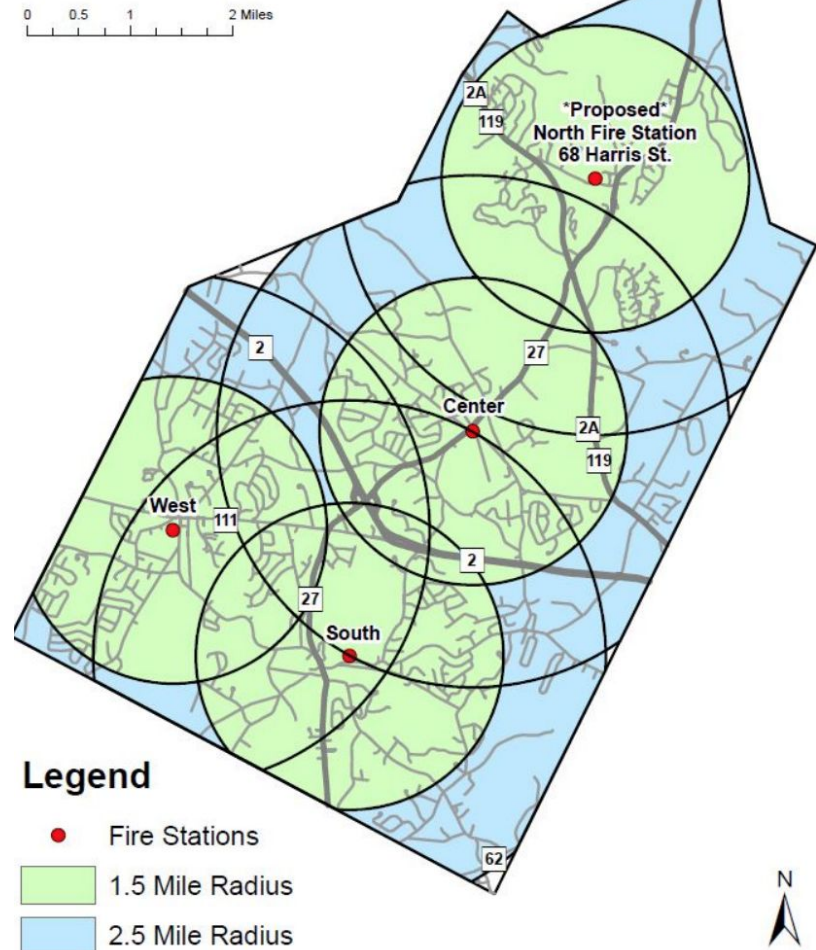 0 0.5 1 2 Miles
2A
119
*Proposed*
North Fire Station
68 Harris St.
2
27
Center
2A
119
West
111
2
27
South
Legend
Fire Stations
1.5 Mile Radius
2.5 Mile Radius
62
N